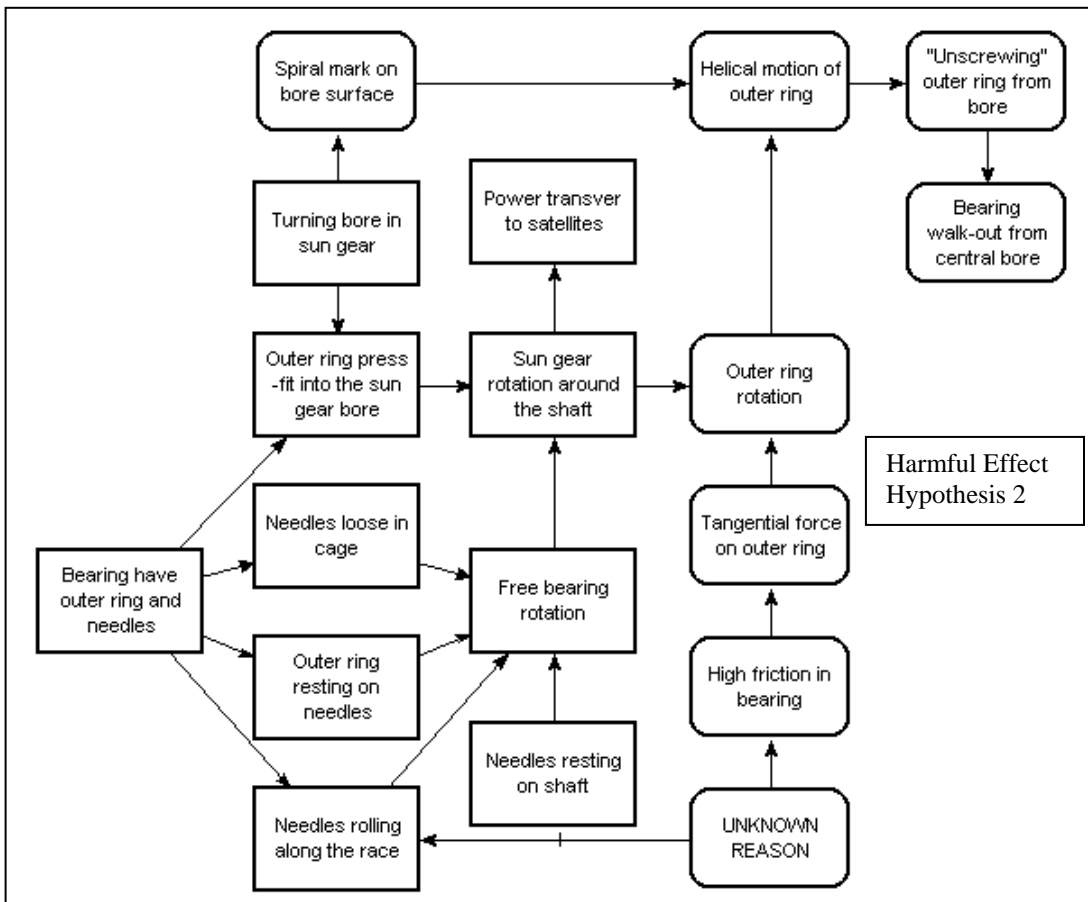 Spiral mark on
bore surface
Helical motion of
outer ring
"Unscrewing"
outer ring from
bore
Turning bore in
sun gear
Power transver
to satellites
Bearing
walk-out from
central bore
Outer ring press
-fit into the sun
gear bore
Sun gear
rotation around
the shaft
Outer ring
rotation
Harmful Effect
Hypothesis 2
Needles loose in
cage
Tangential force
on outer ring
Bearing have
outer ring and
needles
Free bearing
rotation
Outer ring
resting on
needles
High friction in
bearing
Needles resting
on shaft
Needles rolling
along the race
UNKNOWN
REASON